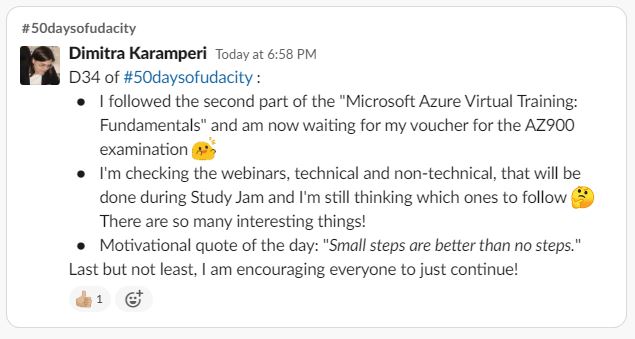 #50daysofudacity
Dimitra Karamperi Today at 6:58 PM
D34 of #50daysofudacity :
• I followed the second part of the "Microsoft Azure Virtual Training:
Fundamentals" and am now waiting for my voucher for the AZ900
examination
• I'm checking the webinars, technical and non-technical, that will be
done during Study Jam and I'm still thinking which ones to follow 🤔
There are so many interesting things!
• Motivational quote of the day: "Small steps are better than no steps."
Last but not least, I am encouraging everyone to just continue!
👍🏼 1